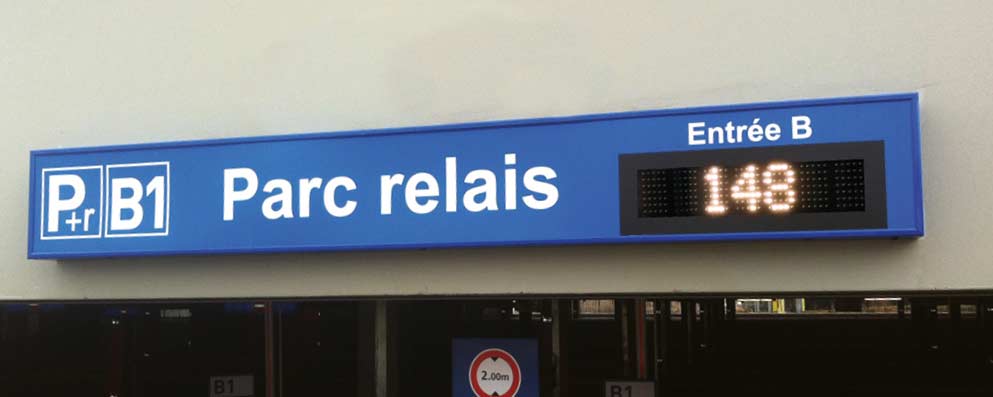 P+r B1 Parc relais
Entrée B
148
2.00m
B1
B1